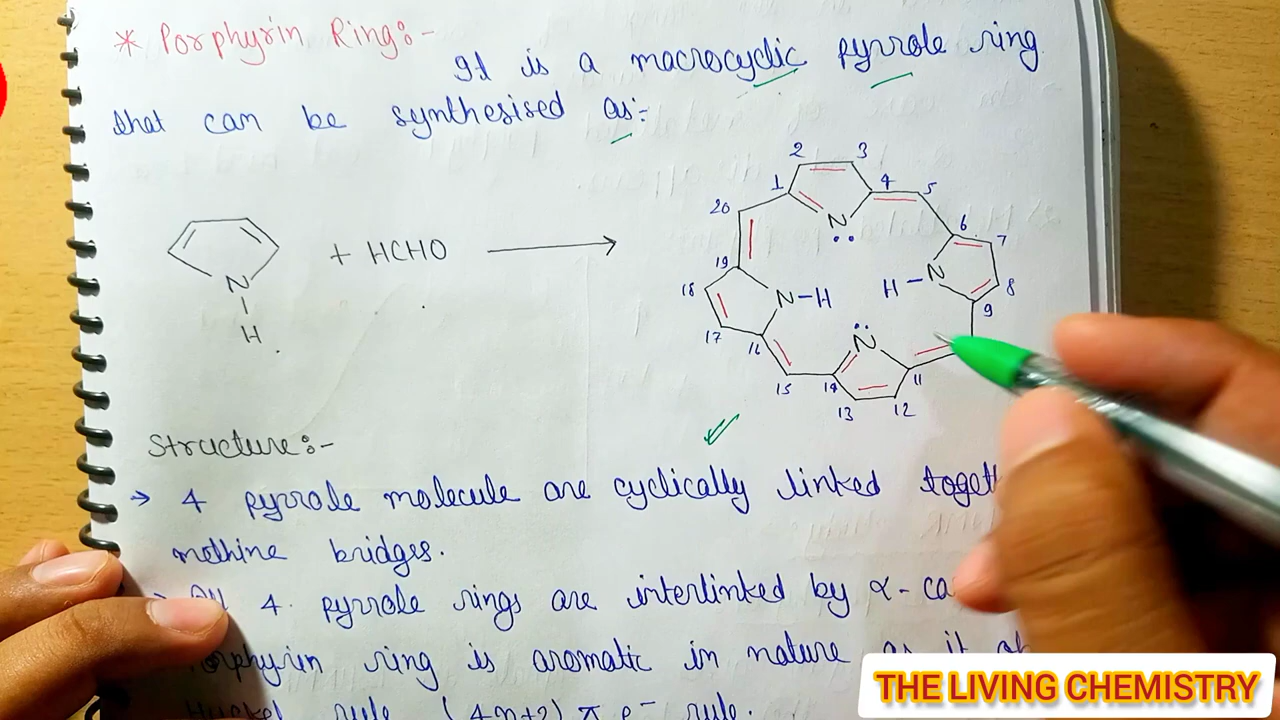 * Porphyrin Ring:-
It is a macrocyclic pyrrole ring
that can be synthesised as:-
2 3
1 4 5
20 N
6 7
N
H
+ HCHO
19
18 N-H H-N 8
9
17
16 N
15 14 11
13 12
Structure:-
→ 4 pyrrole molecule are cyclically linked
methine bridges.
→ All 4 pyrrole rings are interlinked by α-
ring is aromatic in nature as it
rule (4n+2) π e⁻ rule.
THE LIVING CHEMISTRY